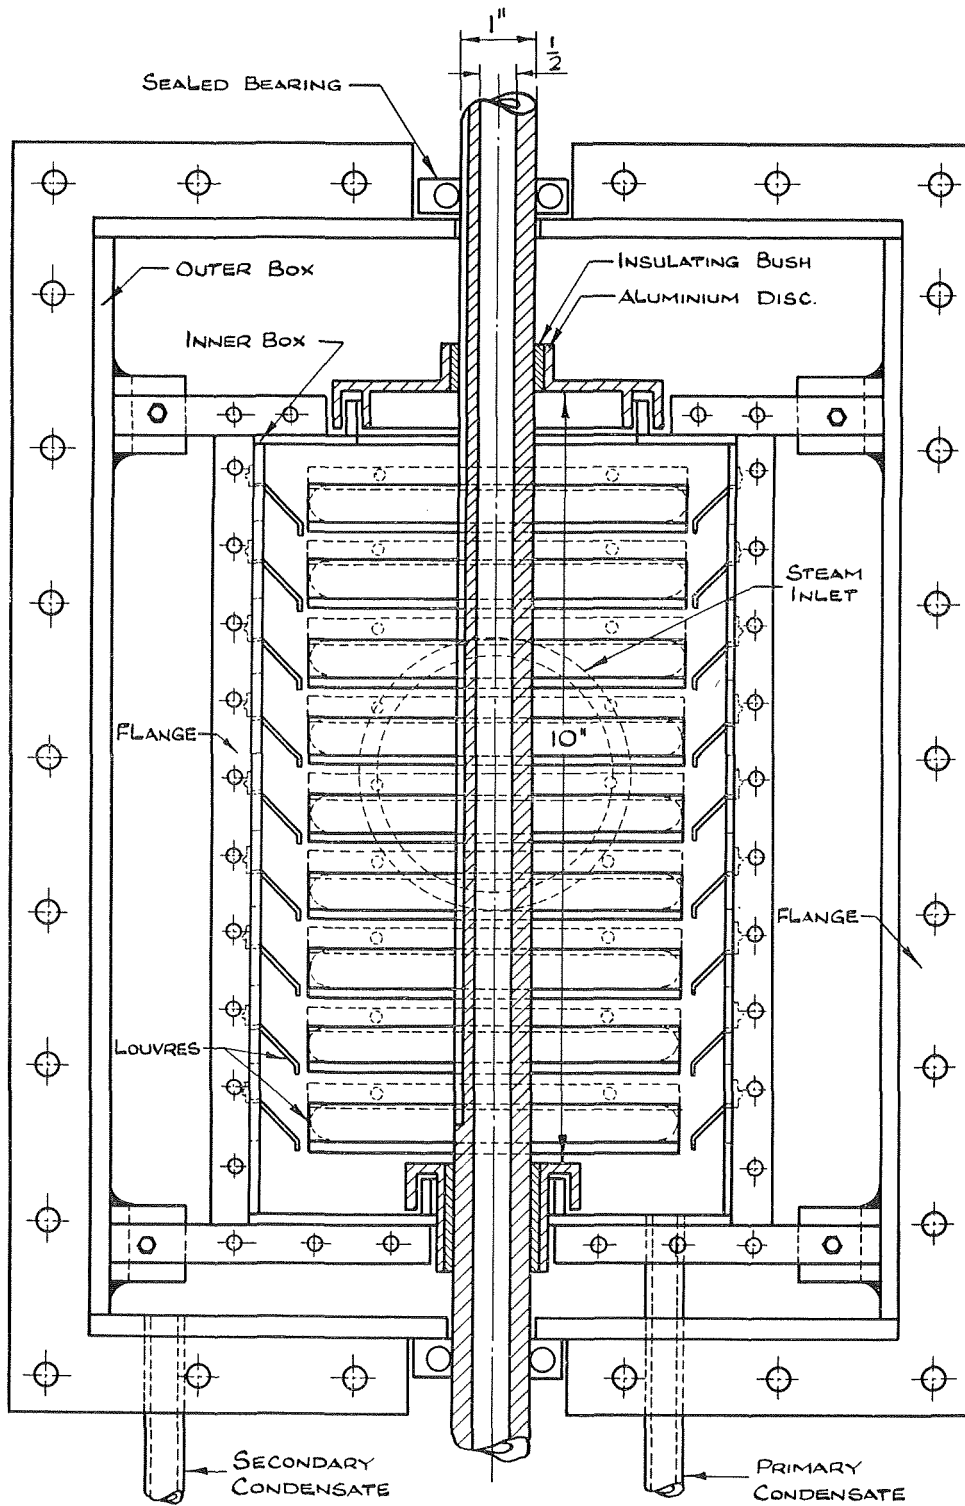 1"
1/2
SEALED BEARING
OUTER BOX
INSULATING BUSH
ALUMINIUM DISC.
INNER BOX
STEAM
INLET
FLANGE
10"
FLANGE
LOUVRES
SECONDARY
CONDENSATE
PRIMARY
CONDENSATE